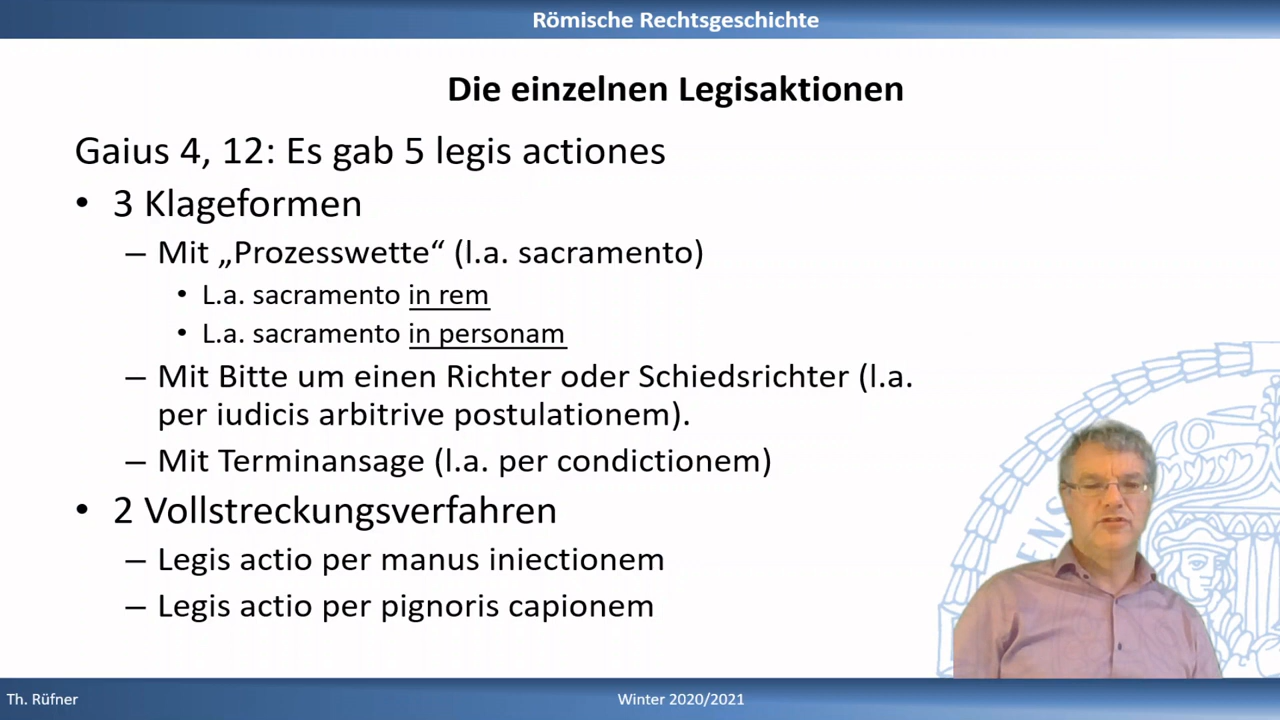 Römische Rechtsgeschichte
Die einzelnen Legisaktionen
Gaius 4, 12: Es gab 5 legis actiones
• 3 Klageformen
– Mit „Prozesswette“ (l.a. sacramento)
• L.a. sacramento in rem
• L.a. sacramento in personam
– Mit Bitte um einen Richter oder Schiedsrichter (l.a.
per iudicis arbitrive postulationem).
– Mit Terminansage (l.a. per condictionem)
• 2 Vollstreckungsverfahren
– Legis actio per manus iniectionem
– Legis actio per pignoris capionem
Th. Rüfner
Winter 2020/2021